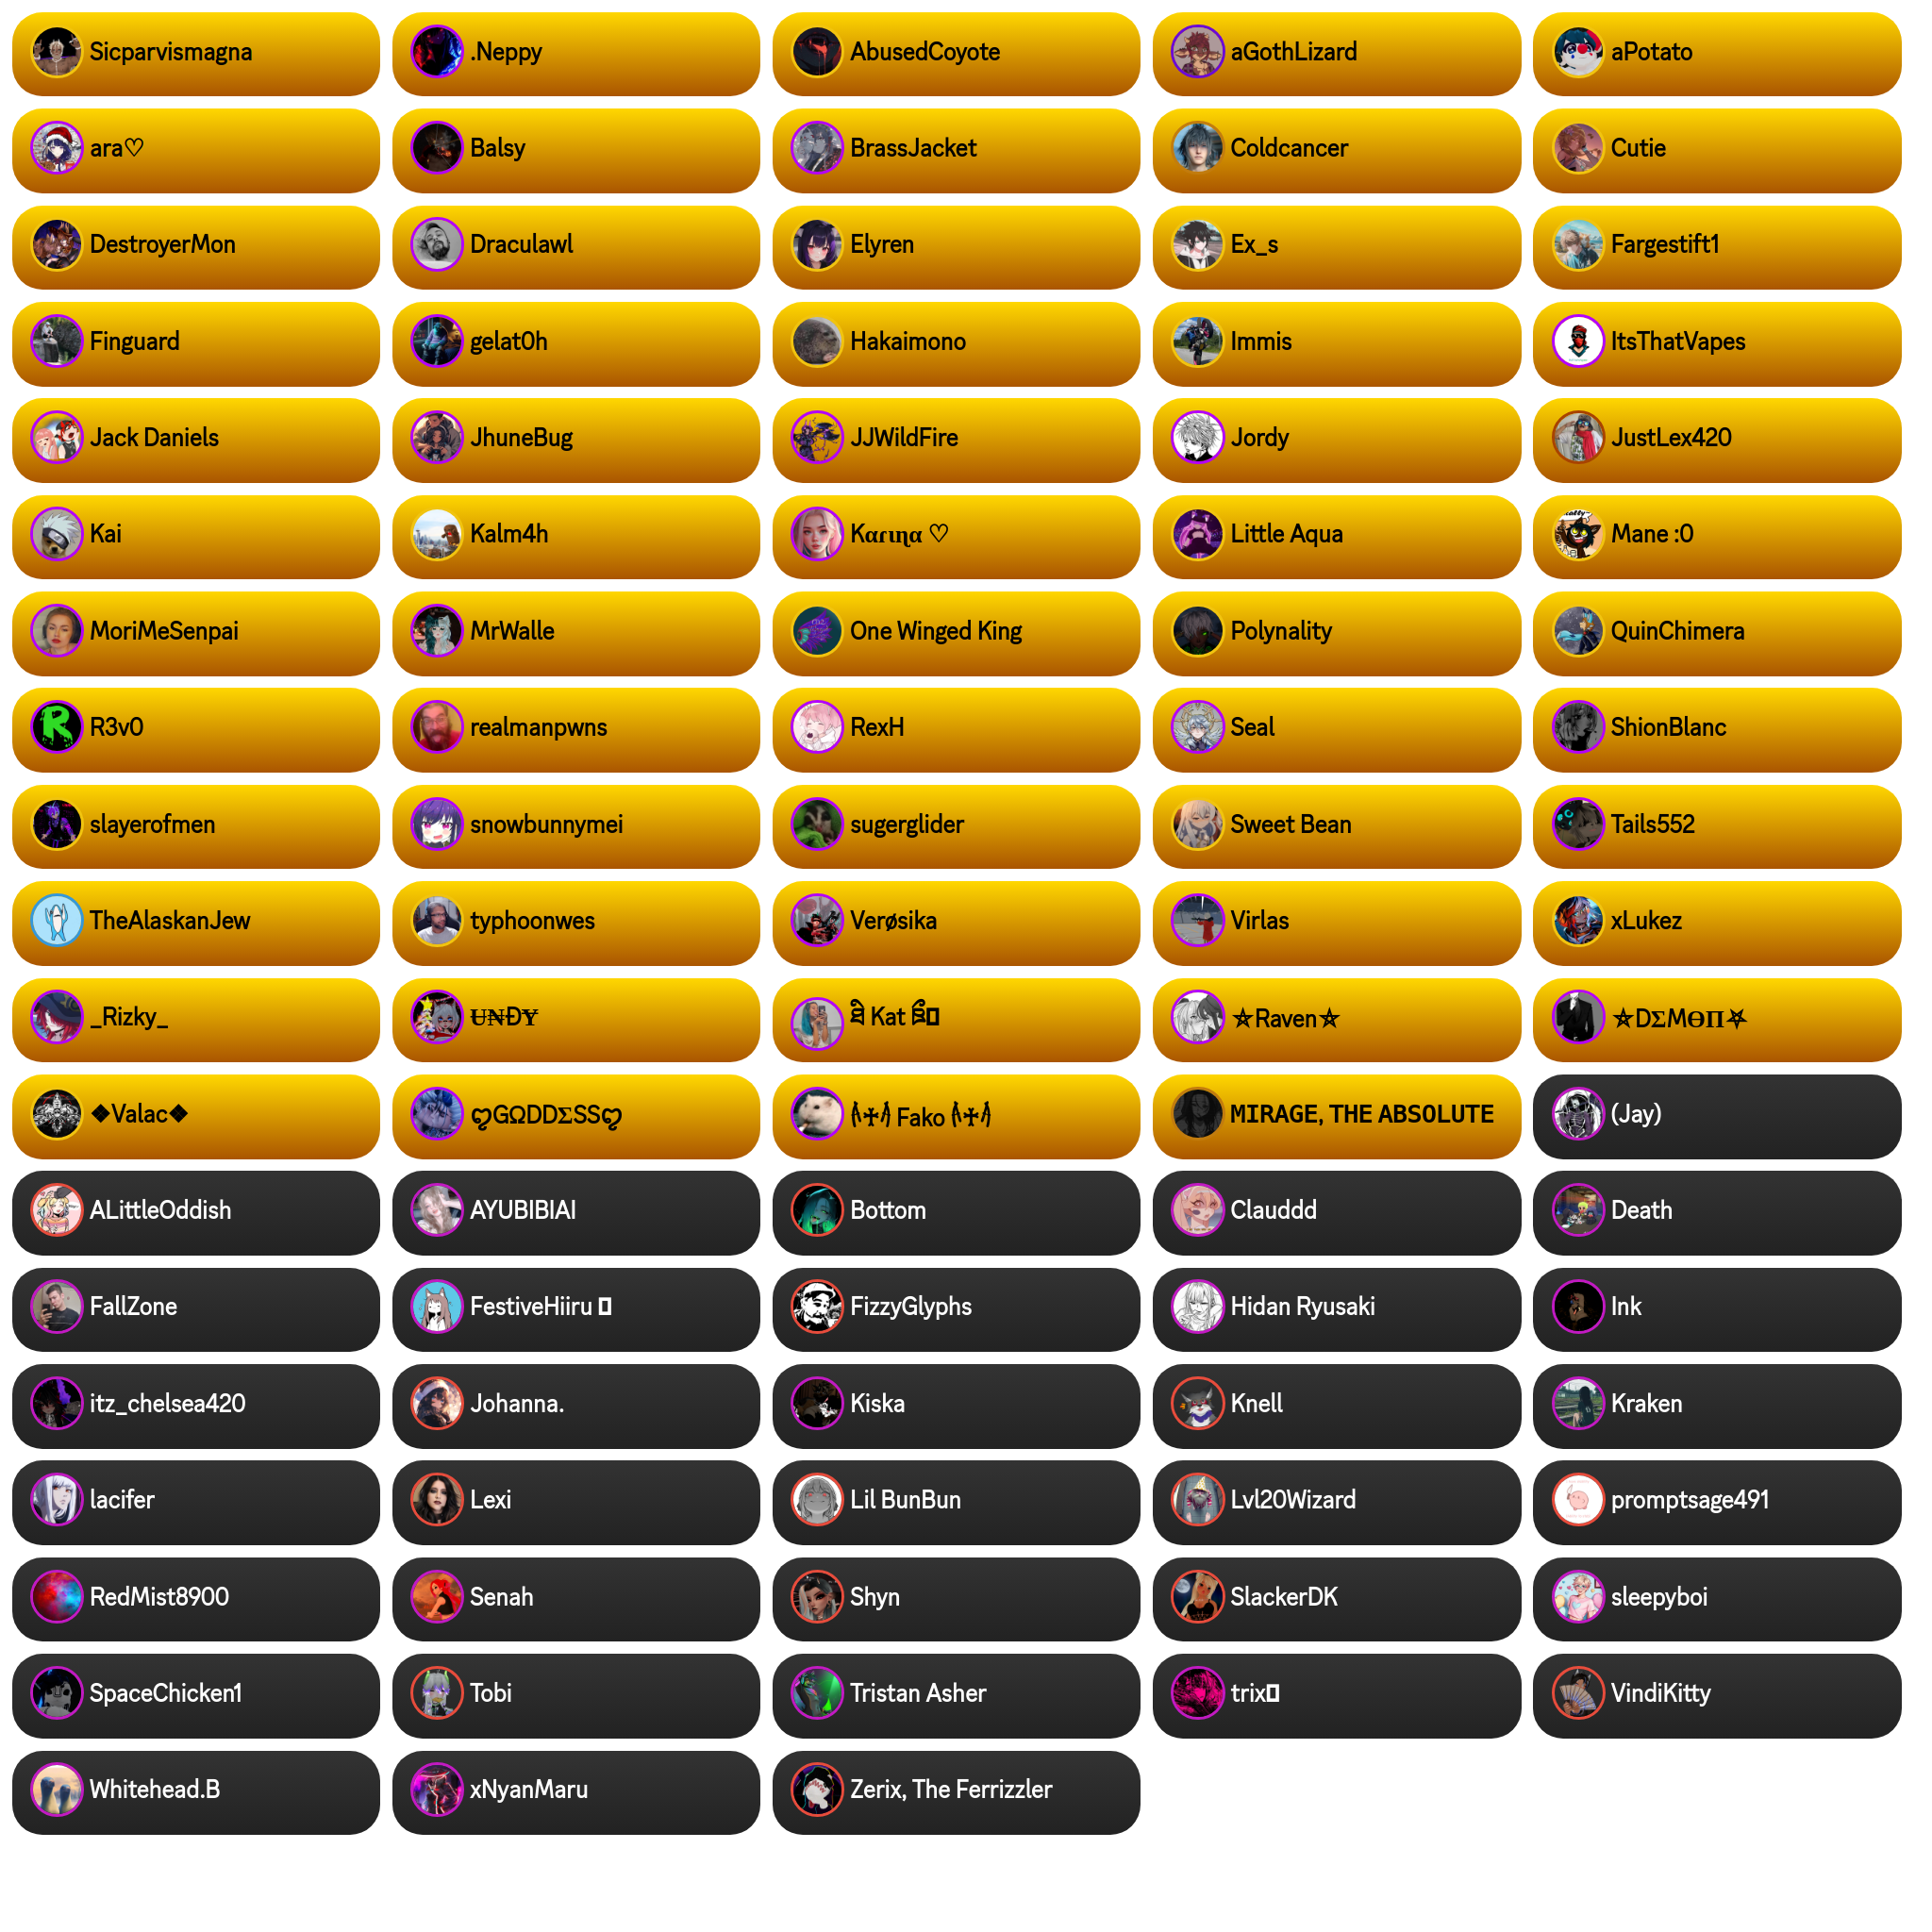 Sicparvismagna
.Neppy
AbusedCoyote
aGothLizard
aPotato
ara♡
Balsy
BrassJacket
Coldcancer
Cutie
DestroyerMon
Draculawl
Elyren
Ex_s
Fargestift1
Finguard
gelat0h
Hakaimono
Immis
ItsThatVapes
Jack Daniels
JhuneBug
JJWildFire
Jordy
JustLex420
Kai
Kalm4h
Kαɾιɳα ♡
Little Aqua
Mane :0
MoriMeSenpai
MrWalle
One Winged King
Polynality
QuinChimera
R3v0
realmanpwns
RexH
Seal
ShionBlanc
slayerofmen
snowbunnymei
sugerglider
Sweet Bean
Tails552
TheAlaskanJew
typhoonwes
Verøsika
Virlas
xLukez
_Rizky_
U̶N̶ĐY̶
Kat
⛤Raven⛤
⛤DΣMӨП⛧
❖Valac❖
ღGΩDDΣSSღ
Fako
MIRAGE, THE ABSOLUTE
(Jay)
ALittleOddish
AYUBIBIAI
Bottom
Clauddd
Death
FallZone
FestiveHiiru
FizzyGlyphs
Hidan Ryusaki
Ink
itz_chelsea420
Johanna.
Kiska
Knell
Kraken
lacifer
Lexi
Lil BunBun
Lvl20Wizard
promptsage491
RedMist8900
Senah
Shyn
SlackerDK
sleepyboi
SpaceChicken1
Tobi
Tristan Asher
trix
VindiKitty
Whitehead.B
xNyanMaru
Zerix, The Ferrizzler